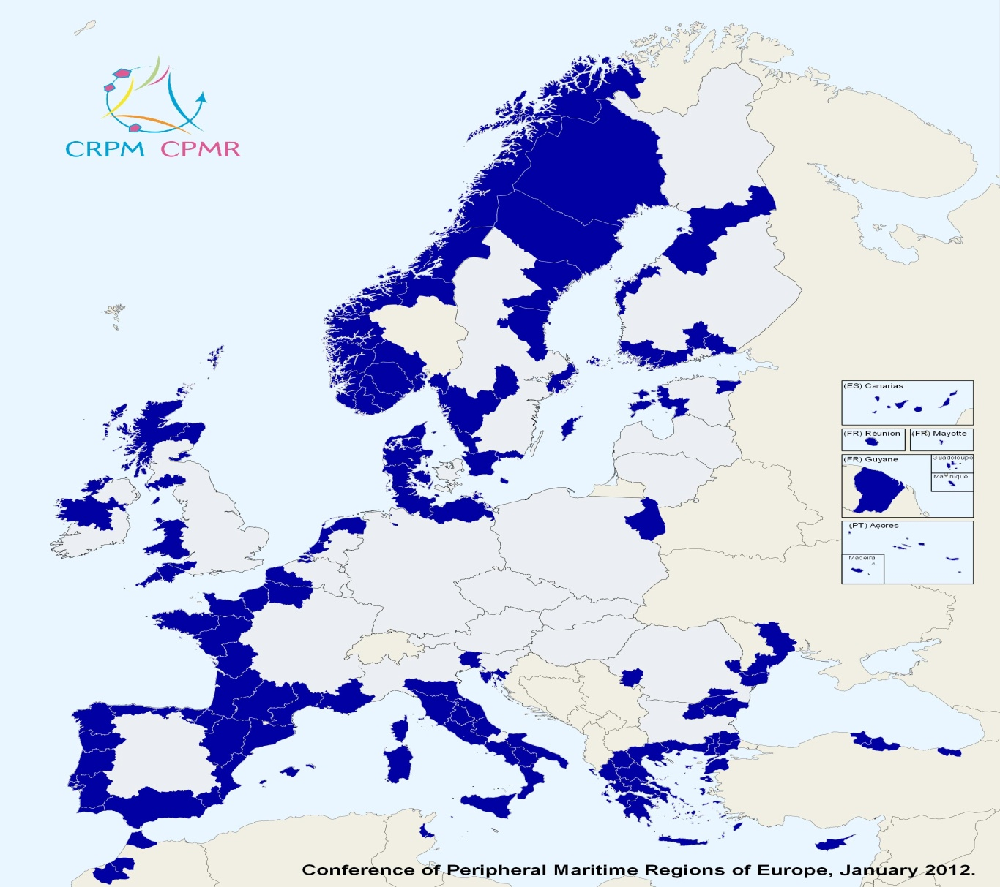 CRPM CPMR
(ES) Canarias
(FR) Réunion
(FR) Mayotte
(FR) Guyane
Guadeloupe
Martinique
(PT) Açores
Madeira
Conference of Peripheral Maritime Regions of Europe, January 2012.